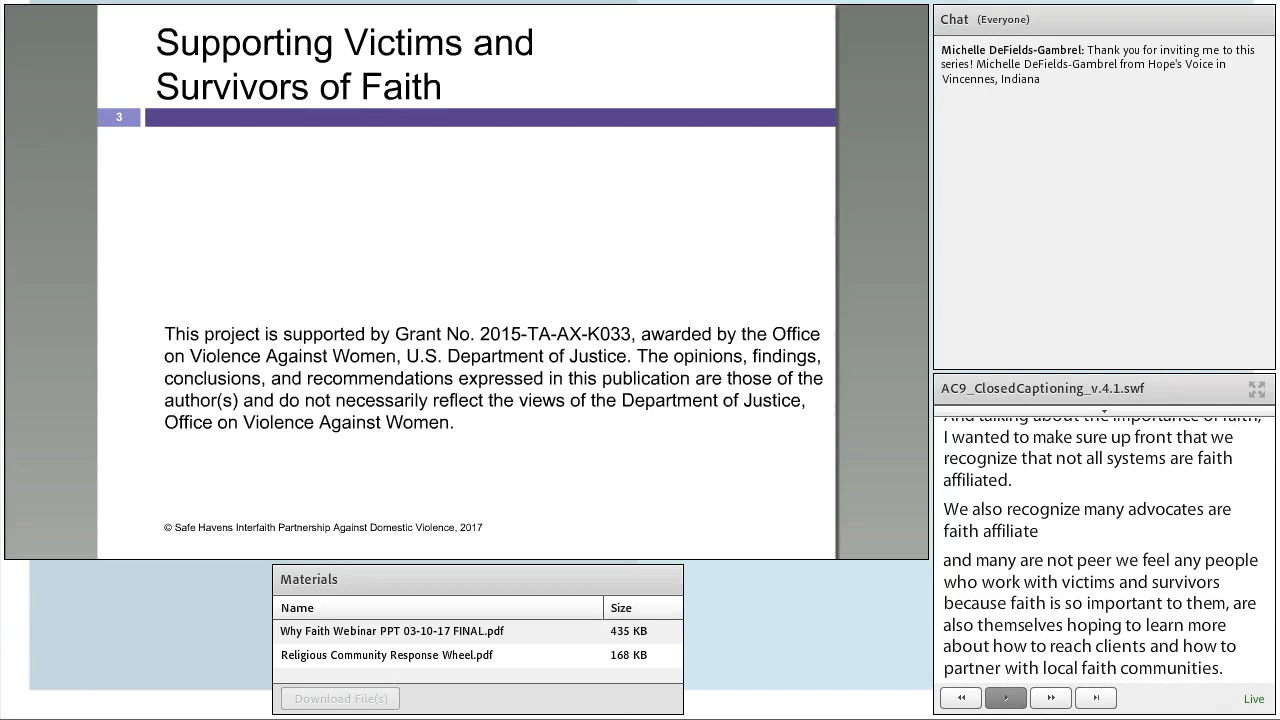 Supporting Victims and
Survivors of Faith
3
This project is supported by Grant No. 2015-TA-AX-K033, awarded by the Office
on Violence Against Women, U.S. Department of Justice. The opinions, findings,
conclusions, and recommendations expressed in this publication are those of the
author(s) and do not necessarily reflect the views of the Department of Justice,
Office on Violence Against Women.
© Safe Havens Interfaith Partnership Against Domestic Violence, 2017
Materials
Name Size
Why Faith Webinar PPT 03-10-17 FINAL.pdf 435 KB
Religious Community Response Wheel.pdf 168 KB
Download File(s)
Chat (Everyone)
Michelle DeFields-Gambrel: Thank you for inviting me to this
series! Michelle DeFields-Gambrel from Hope's Voice in
Vincennes, Indiana
AC9_ClosedCaptioning_v.4.1.swf
And talking about the importance of faith,
I wanted to make sure up front that we
recognize that not all systems are faith
affiliated.
We also recognize many advocates are
faith affiliate
and many are not peer we feel any people
who work with victims and survivors
because faith is so important to them, are
also themselves hoping to learn more
about how to reach clients and how to
partner with local faith communities.
Live